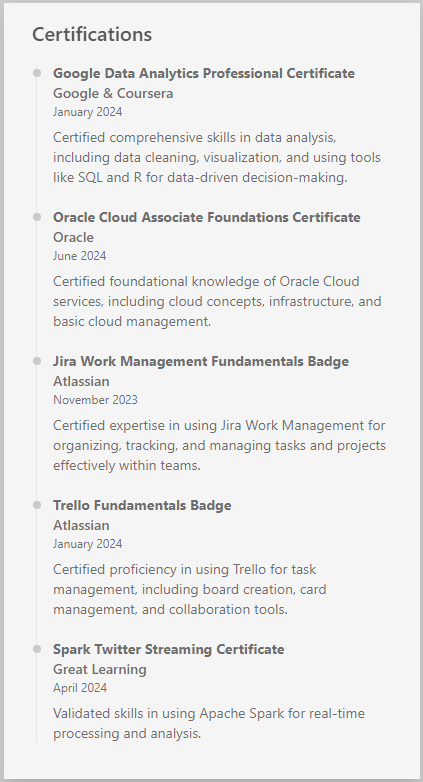 Certifications
Google Data Analytics Professional Certificate
Google & Coursera
January 2024
Certified comprehensive skills in data analysis,
including data cleaning, visualization, and using tools
like SQL and R for data-driven decision-making.
Oracle Cloud Associate Foundations Certificate
Oracle
June 2024
Certified foundational knowledge of Oracle Cloud
services, including cloud concepts, infrastructure, and
basic cloud management.
Jira Work Management Fundamentals Badge
Atlassian
November 2023
Certified expertise in using Jira Work Management for
organizing, tracking, and managing tasks and projects
effectively within teams.
Trello Fundamentals Badge
Atlassian
January 2024
Certified proficiency in using Trello for task
management, including board creation, card
management, and collaboration tools.
Spark Twitter Streaming Certificate
Great Learning
April 2024
Validated skills in using Apache Spark for real-time
processing and analysis.